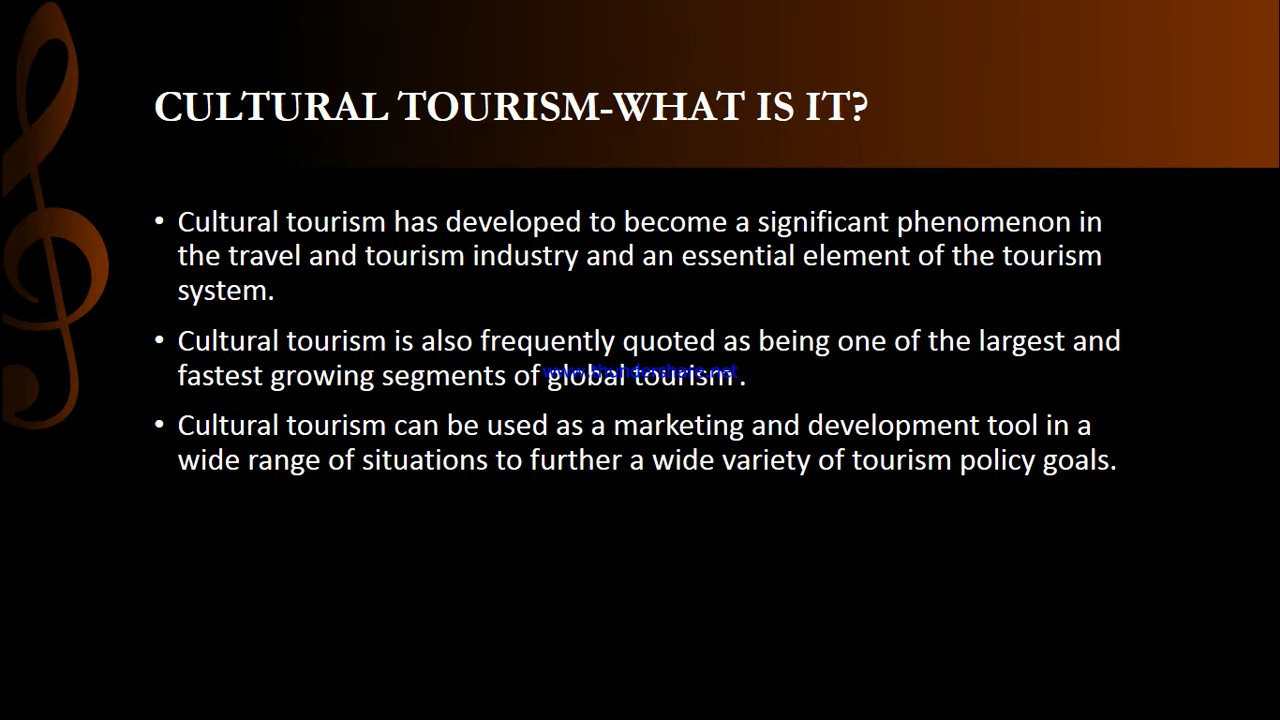 CULTURAL TOURISM-WHAT IS IT?
• Cultural tourism has developed to become a significant phenomenon in
the travel and tourism industry and an essential element of the tourism
system.
• Cultural tourism is also frequently quoted as being one of the largest and
fastest growing segments of global tourism .
www.thundershare.net
• Cultural tourism can be used as a marketing and development tool in a
wide range of situations to further a wide variety of tourism policy goals.